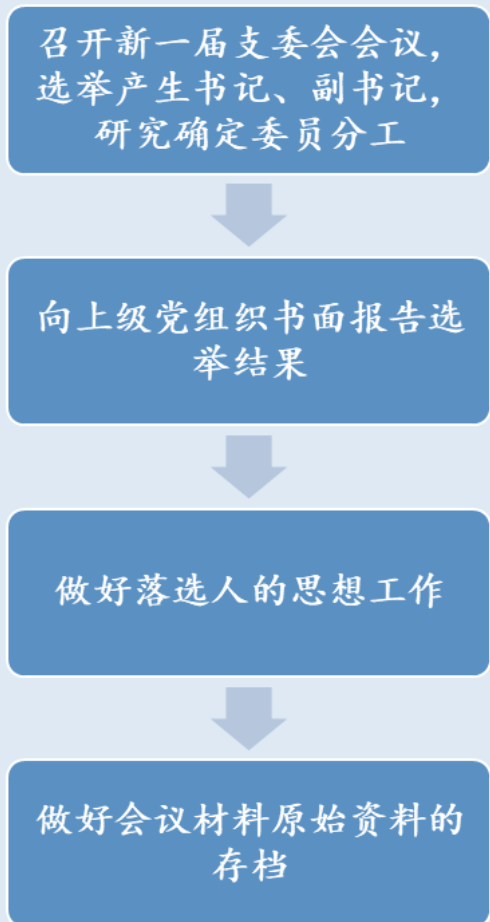 召开新一届支委会会议，
选举产生书记、副书记，
研究确定委员分工
向上级党组织书面报告选
举结果
做好落选人的思想工作
做好会议材料原始资料的
存档